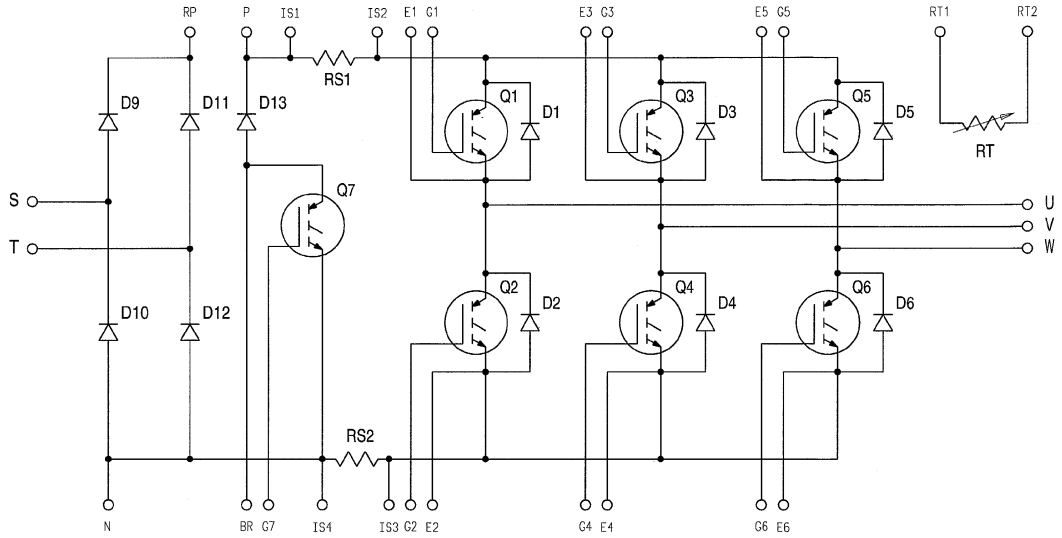 RP P IS1 IS2 E1 G1 E3 G3 E5 G5 RT1 RT2
RS1
D9 D11 D13 Q1 D1 Q3 D3 Q5 D5
RT
Q7
S U
V
T W
Q2 D2 Q4 D4 Q6 D6
D10 D12
RS2
N BR G7 IS4 IS3 G2 E2 G4 E4 G6 E6